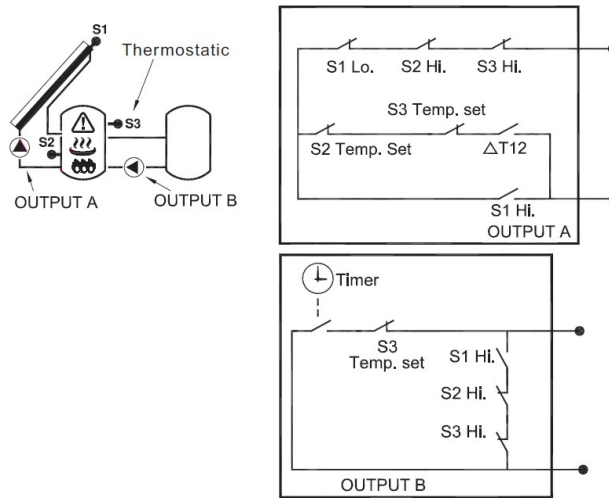 S1
Thermostatic
S3
S2
OUTPUT A
OUTPUT B
S1 Lo.
S2 Hi.
S3 Hi.
S3 Temp. set
S2 Temp. Set
△T12
S1 Hi.
OUTPUT A
Timer
S3
Temp. set
S1 Hi.
S2 Hi.
S3 Hi.
OUTPUT B